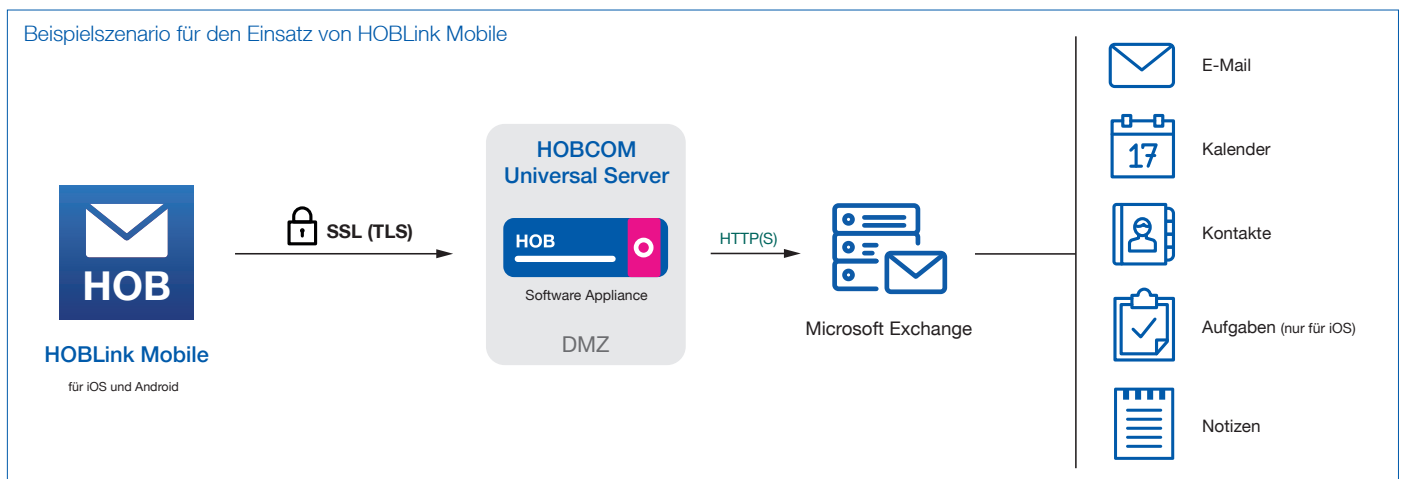 Beispielszenario für den Einsatz von HOBLink Mobile
HOB
HOBLink Mobile
für iOS und Android
SSL (TLS)
HOBCOM
Universal Server
HOB
Software Appliance
DMZ
HTTP(S)
Microsoft Exchange
E-Mail
17
Kalender
Kontakte
Aufgaben (nur für iOS)
Notizen